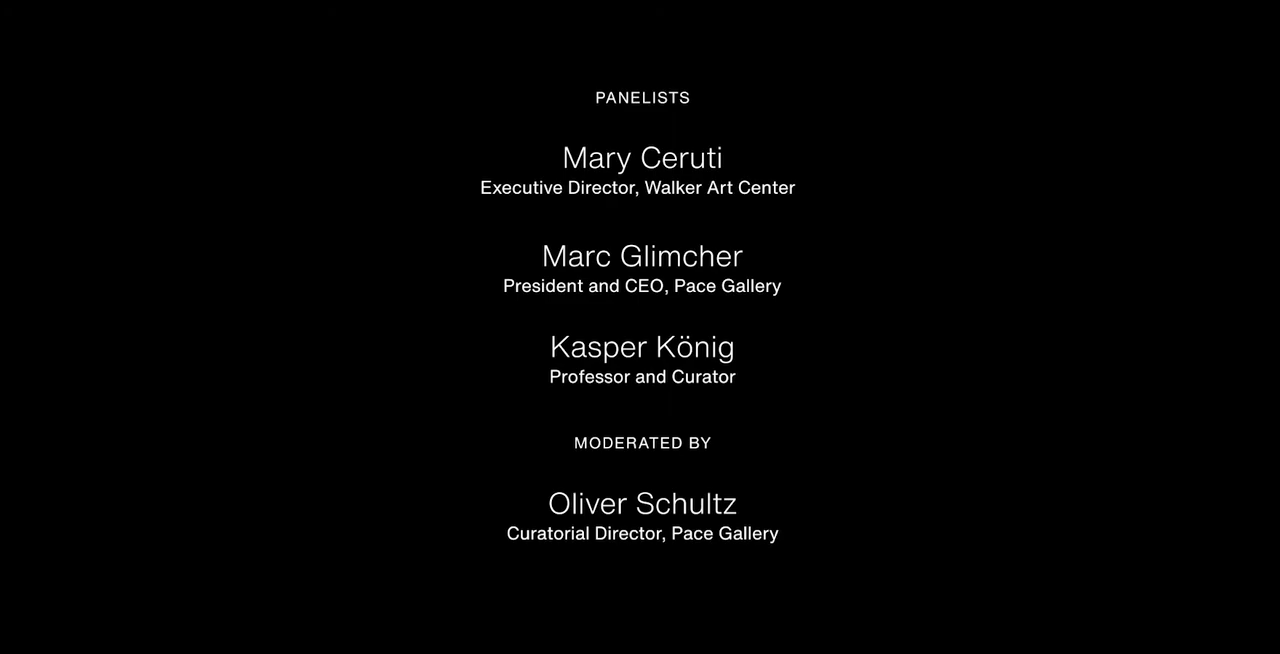 PANELISTS
Mary Ceruti
Executive Director, Walker Art Center
Marc Glimcher
President and CEO, Pace Gallery
Kasper König
Professor and Curator
MODERATED BY
Oliver Schultz
Curatorial Director, Pace Gallery